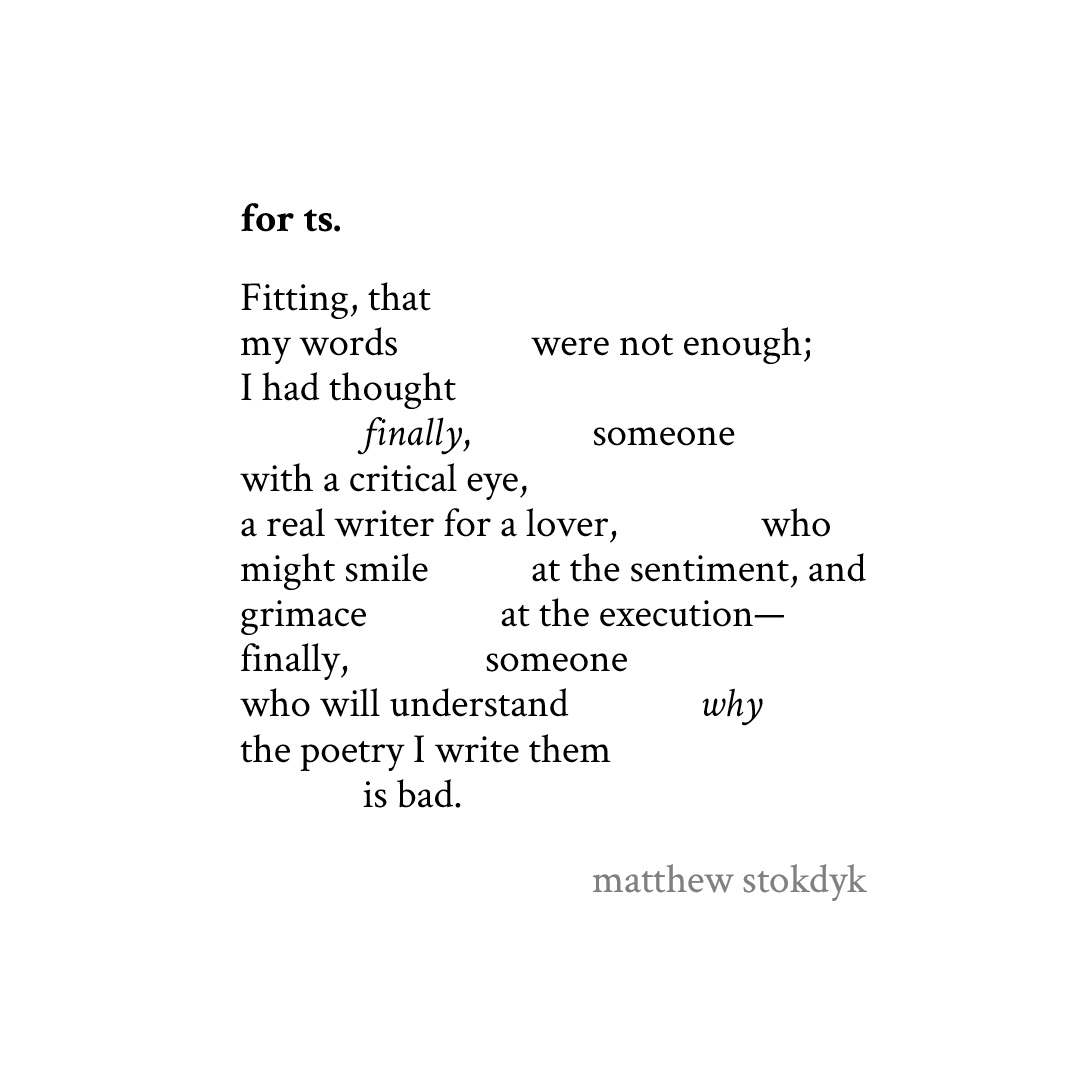 for ts.
Fitting, that
my words were not enough;
I had thought
finally, someone
with a critical eye,
a real writer for a lover, who
might smile at the sentiment, and
grimace at the execution—
finally, someone
who will understand why
the poetry I write them
is bad.
matthew stokdyk